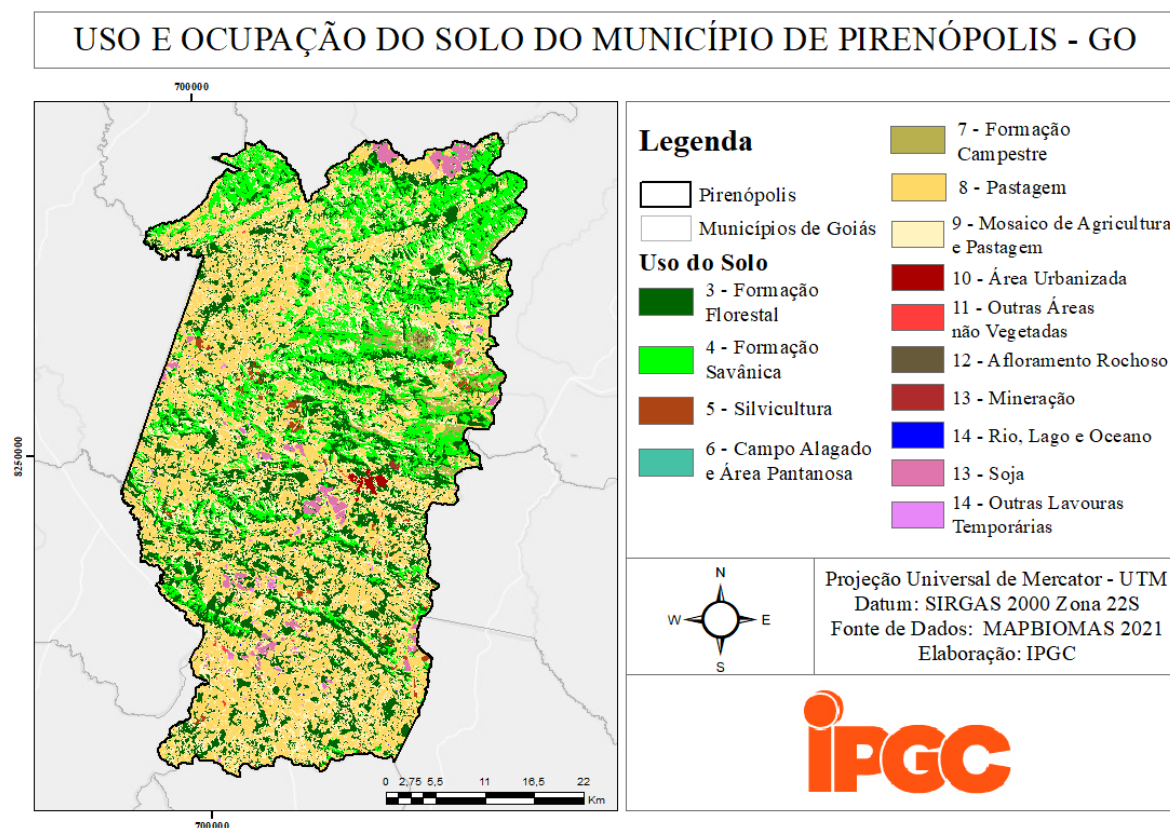 USO E OCUPAÇÃO DO SOLO DO MUNICÍPIO DE PIRENÓPOLIS - GO
700000
8250000
0 2,75 5,5 11 16,5 22
Km
700000
Legenda
Pirenópolis
Municípios de Goiás
Uso do Solo
3 - Formação
Florestal
4 - Formação
Savânica
5 - Silvicultura
6 - Campo Alagado
e Área Pantanosa
7 - Formação
Campestre
8 - Pastagem
9 - Mosaico de Agricultura
e Pastagem
10 - Área Urbanizada
11 - Outras Áreas
não Vegetadas
12 - Afloramento Rochoso
13 - Mineração
14 - Rio, Lago e Oceano
13 - Soja
14 - Outras Lavouras
Temporárias
N
W E
S
Projeção Universal de Mercator - UTM
Datum: SIRGAS 2000 Zona 22S
Fonte de Dados: MAPBIOMAS 2021
Elaboração: IPGC
iPGC